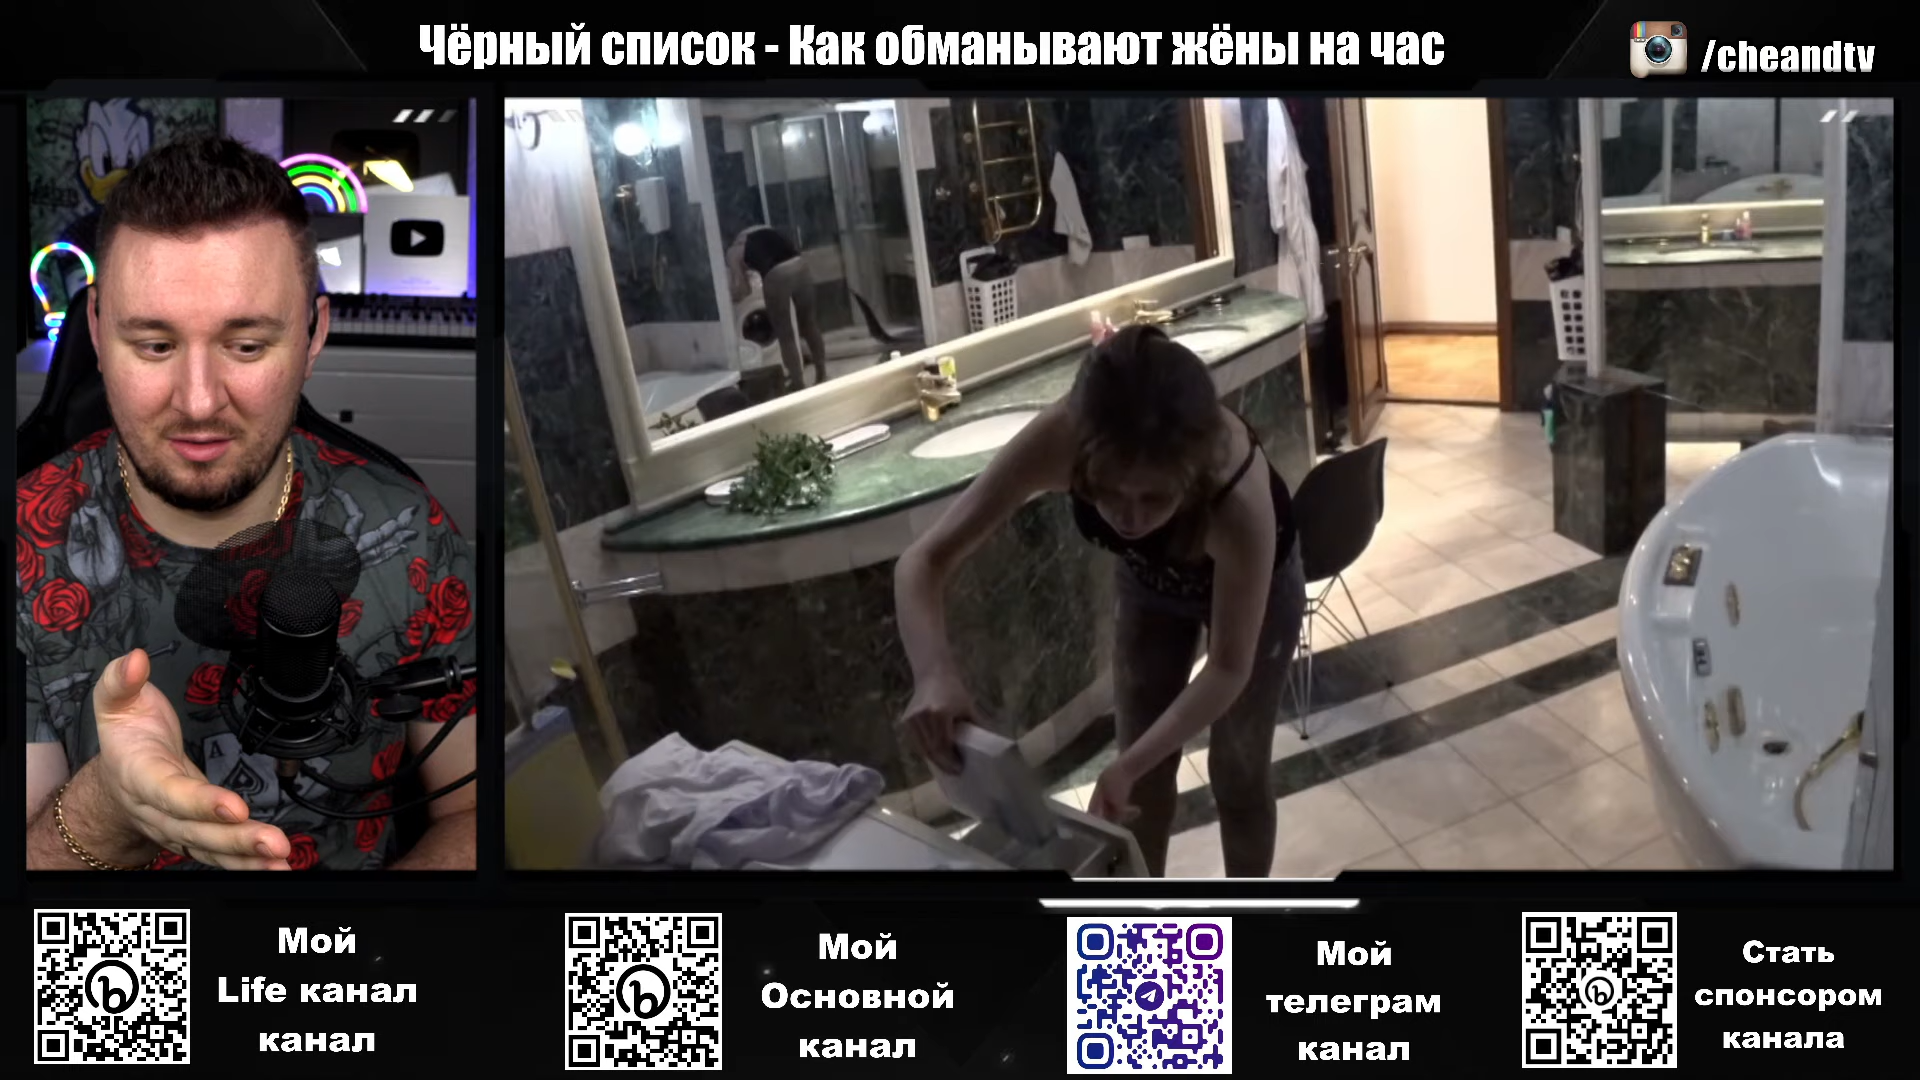 Чёрный список - Как обманывают жёны на час
/cheandtv
Мой
Life канал
канал
Мой
Основной
канал
Мой
телеграм
канал
Стать
спонсором
канала